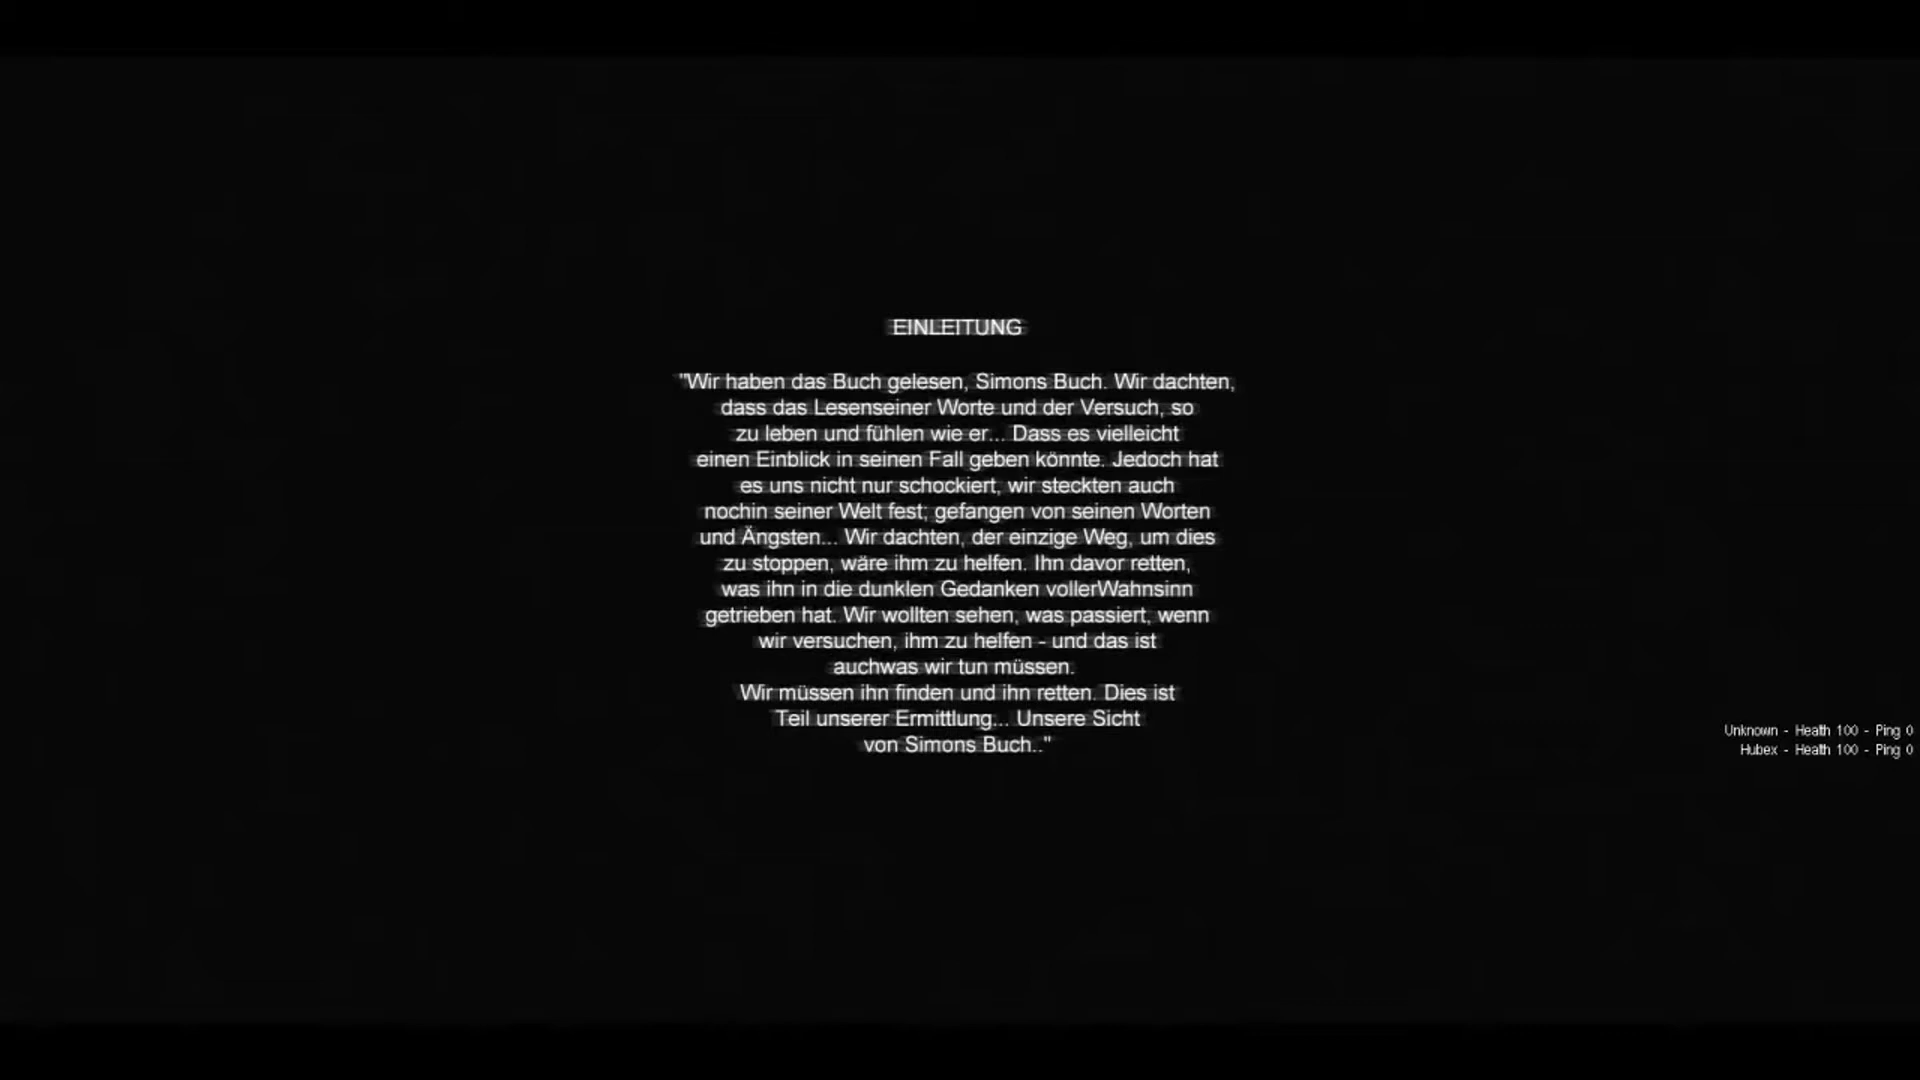 EINLEITUNG
"Wir haben das Buch gelesen, Simons Buch. Wir dachten,
dass das Lesenseiner Worte und der Versuch, so
zu leben und fühlen wie er... Dass es vielleicht
einen Einblick in seinen Fall geben könnte. Jedoch hat
es uns nicht nur schockiert, wir steckten auch
nochin seiner Welt fest; gefangen von seinen Worten
und Ängsten... Wir dachten, der einzige Weg, um dies
zu stoppen, wäre ihm zu helfen. Ihn davor retten,
was ihn in die dunklen Gedanken vollerWahnsinn
getrieben hat. Wir wollten sehen, was passiert, wenn
wir versuchen, ihm zu helfen - und das ist
auchwas wir tun müssen.
Wir müssen ihn finden und ihn retten. Dies ist
Teil unserer Ermittlung... Unsere Sicht
von Simons Buch.."
Unknown - Health 100 - Ping 0
Hubex - Health 100 - Ping 0